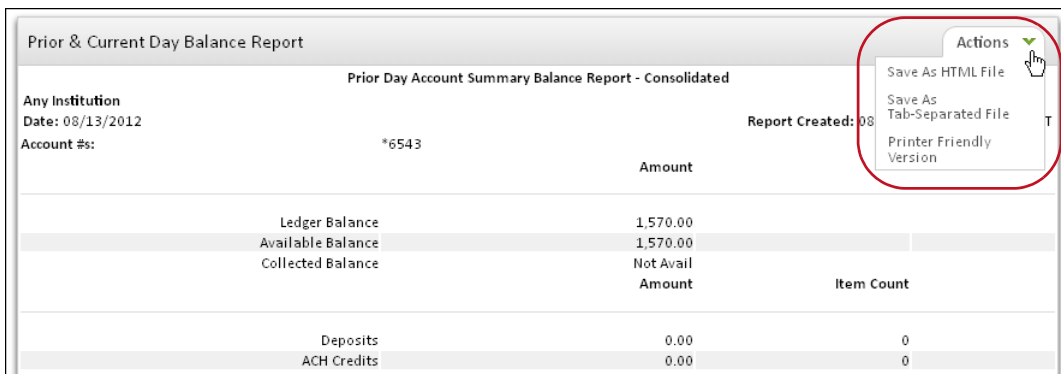 Prior & Current Day Balance Report
Actions
Save As HTML File
Save As
Tab-Separated File
Printer Friendly
Version
Prior Day Account Summary Balance Report - Consolidated
Any Institution
Date: 08/13/2012
Report Created: 08
T
Account #s: *6543
Amount
Ledger Balance 1,570.00
Available Balance 1,570.00
Collected Balance Not Avail
Amount Item Count
Deposits 0.00 0
ACH Credits 0.00 0